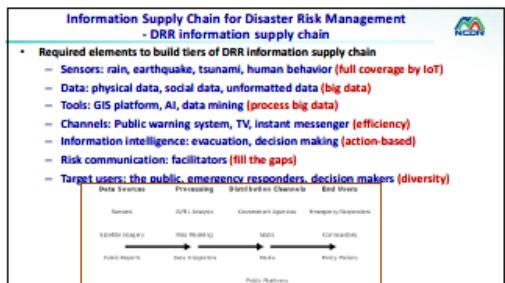 Information Supply Chain for Disaster Risk Management
- DRR information supply chain
NCDR
• Required elements to build tiers of DRR information supply chain
– Sensors: rain, earthquake, tsunami, human behavior (full coverage by IoT)
– Data: physical data, social data, unformatted data (big data)
– Tools: GIS platform, AI, data mining (process big data)
– Channels: Public warning system, TV, instant messenger (efficiency)
– Information intelligence: evacuation, decision making (action-based)
– Risk communication: facilitators (fill the gaps)
– Target users: the public, emergency responders, decision makers (diversity)
Data Sources Processing Distribution Channels End Users
Sensors Analysis Government Agencies Emergency Responders
Satellite Imagery Risk Modeling NGOs Communities
Public Reports Data Integration Media Policy Makers
Public Platforms